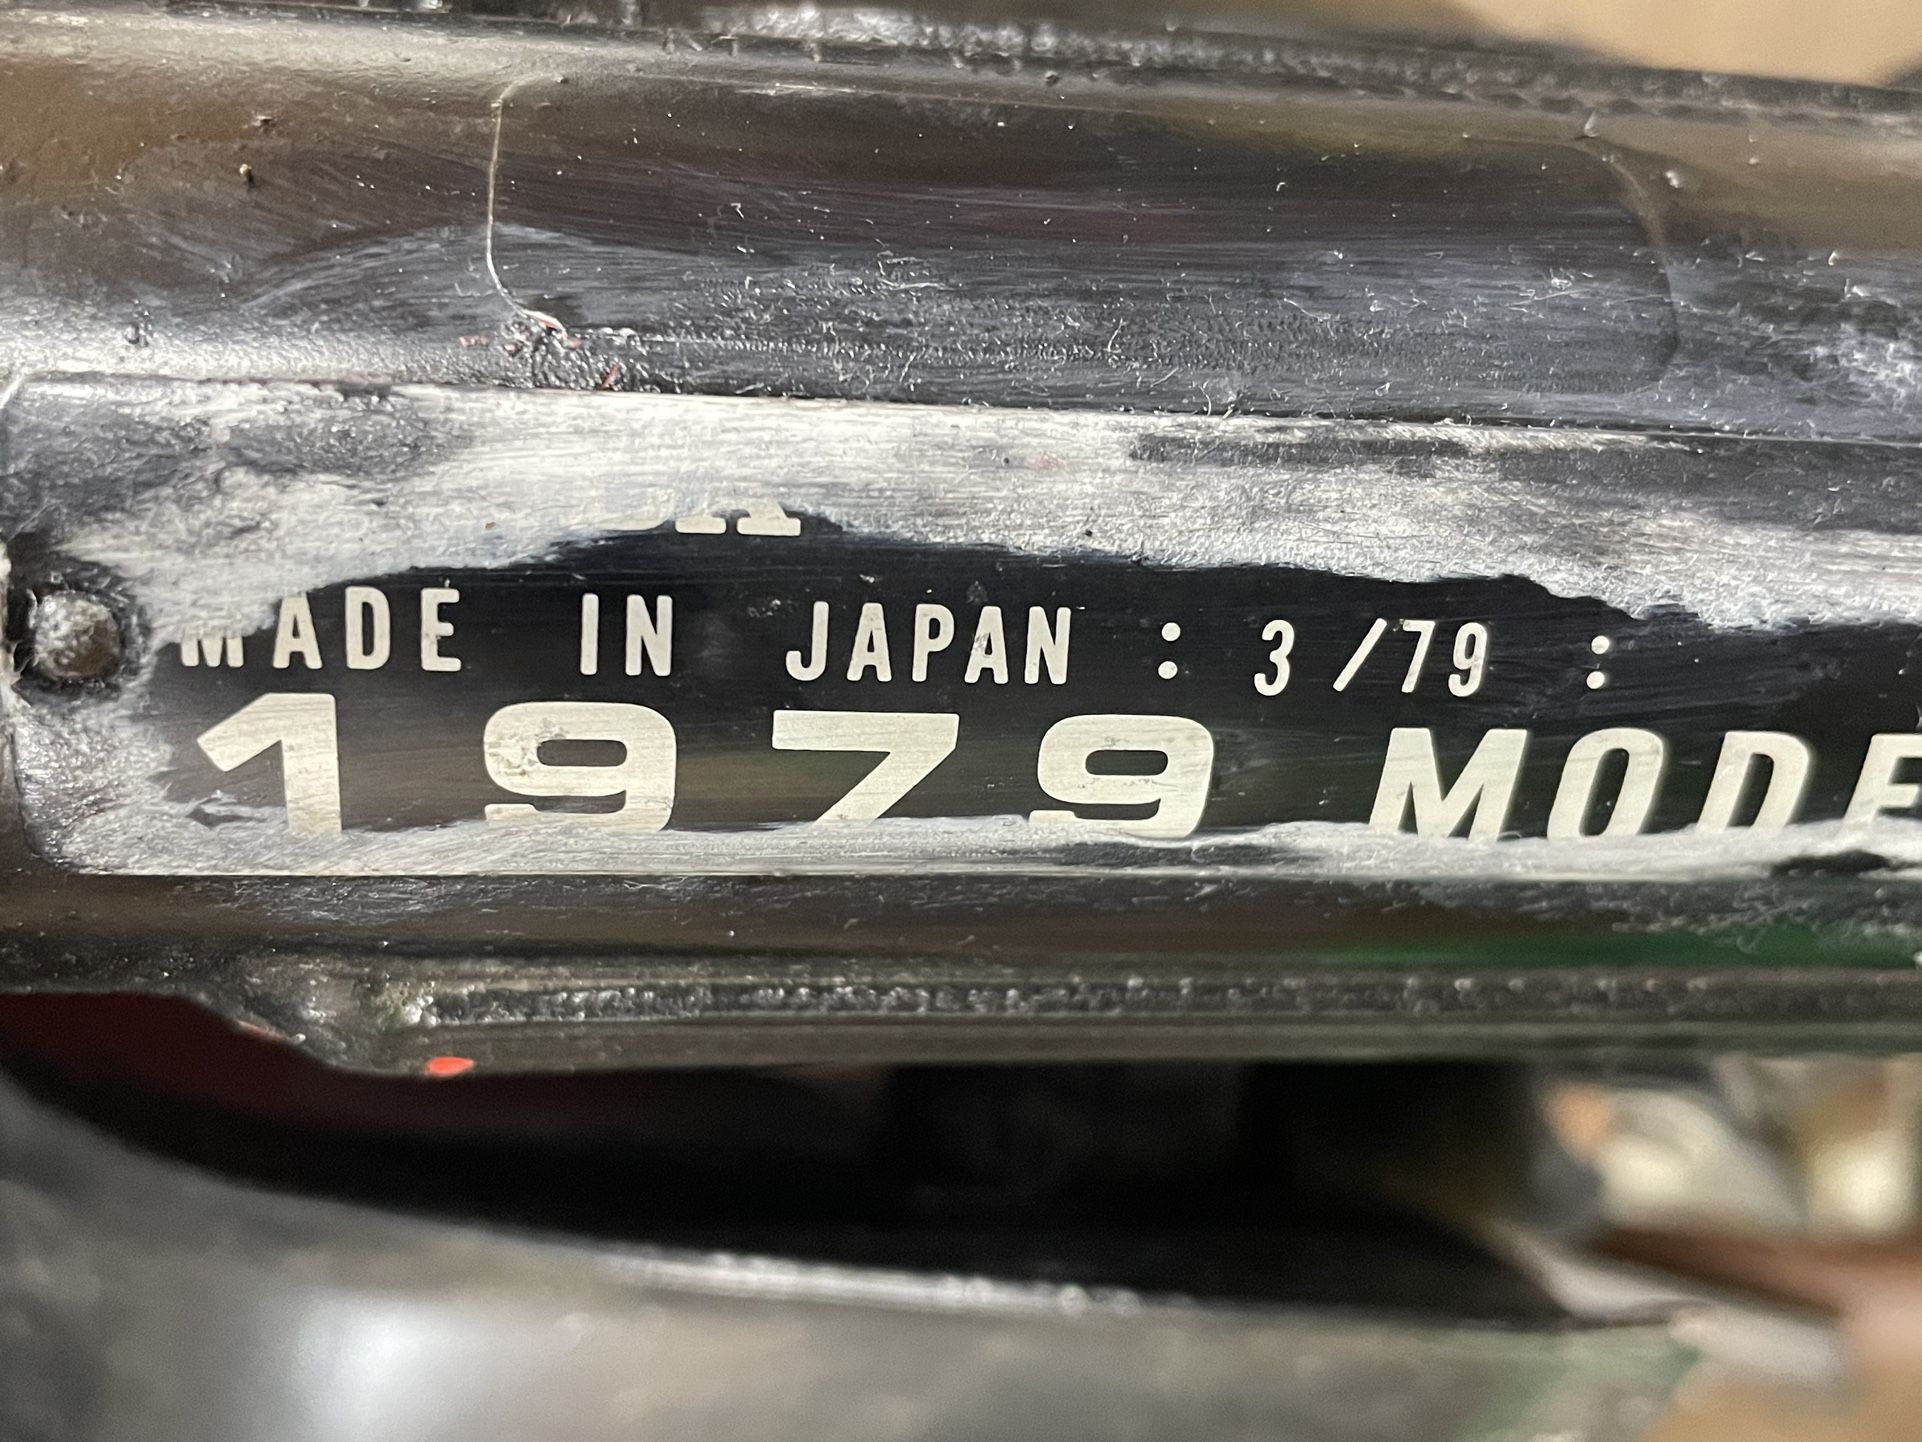 MADE IN JAPAN : 3/79 :
1979 MODE